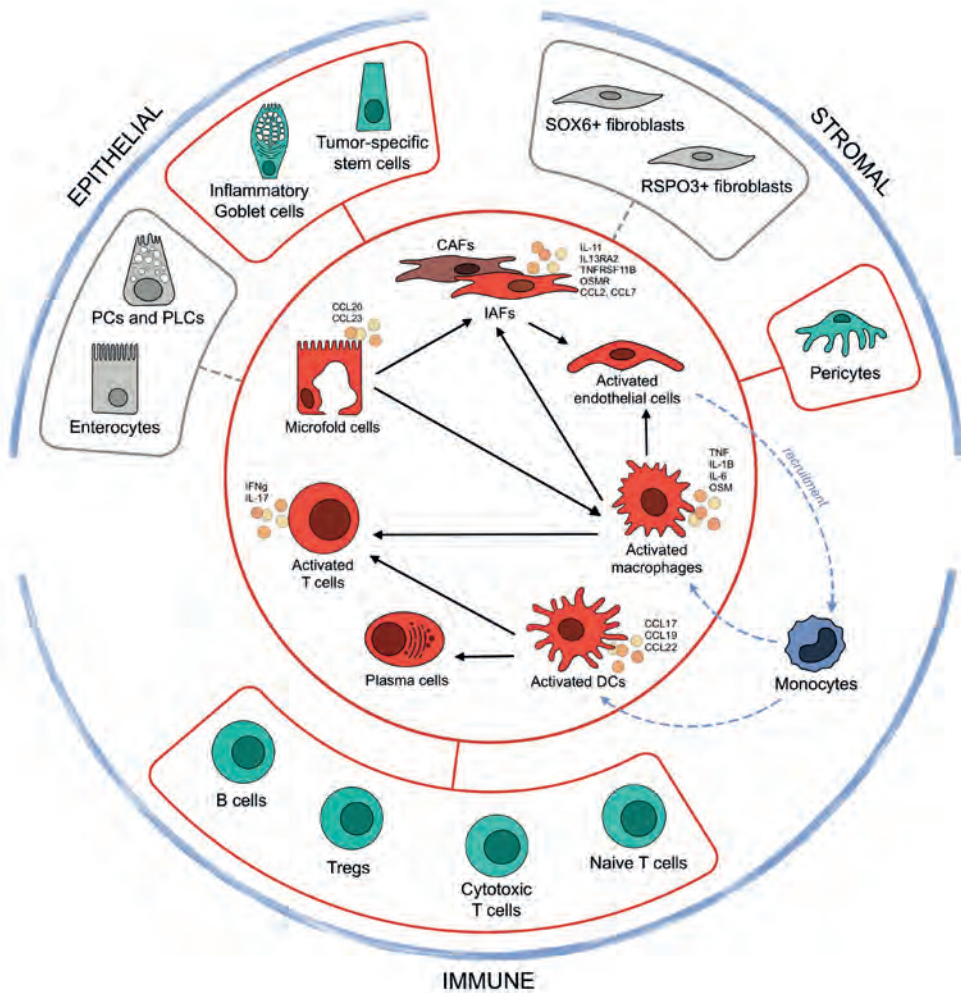 EPITHELIAL
STROMAL
Tumor-specific
stem cells
Inflammatory
Goblet cells
PCs and PLCs
Enterocytes
SOX6+ fibroblasts
RSPO3+ fibroblasts
Pericytes
CAFs
IAFs
IL-11
IL13RA2
TNFRSF11B
OSMR
CCL2, CCL7
CCL20
CCL23
Microfold cells
Activated
endothelial cells
recruitment
TNF,
IL-1B
IL-6
OSM
Activated
macrophages
IFNg
IL-17
Activated
T cells
Plasma cells
CCL17
CCL19
CCL22
Activated DCs
Monocytes
B cells
Tregs
Cytotoxic
T cells
Naive T cells
IMMUNE